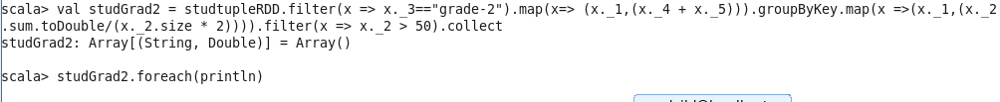 scala> val studGrad2 = studtupleRDD.filter(x => x._3=="grade-2").map(x=> (x._1,(x._4 + x._5))).groupByKey.map(x =>(x._1,(x._2
.sum.toDouble/(x._2.size * 2)))).filter(x => x._2 > 50).collect
studGrad2: Array[(String, Double)] = Array()
scala> studGrad2.foreach(println)